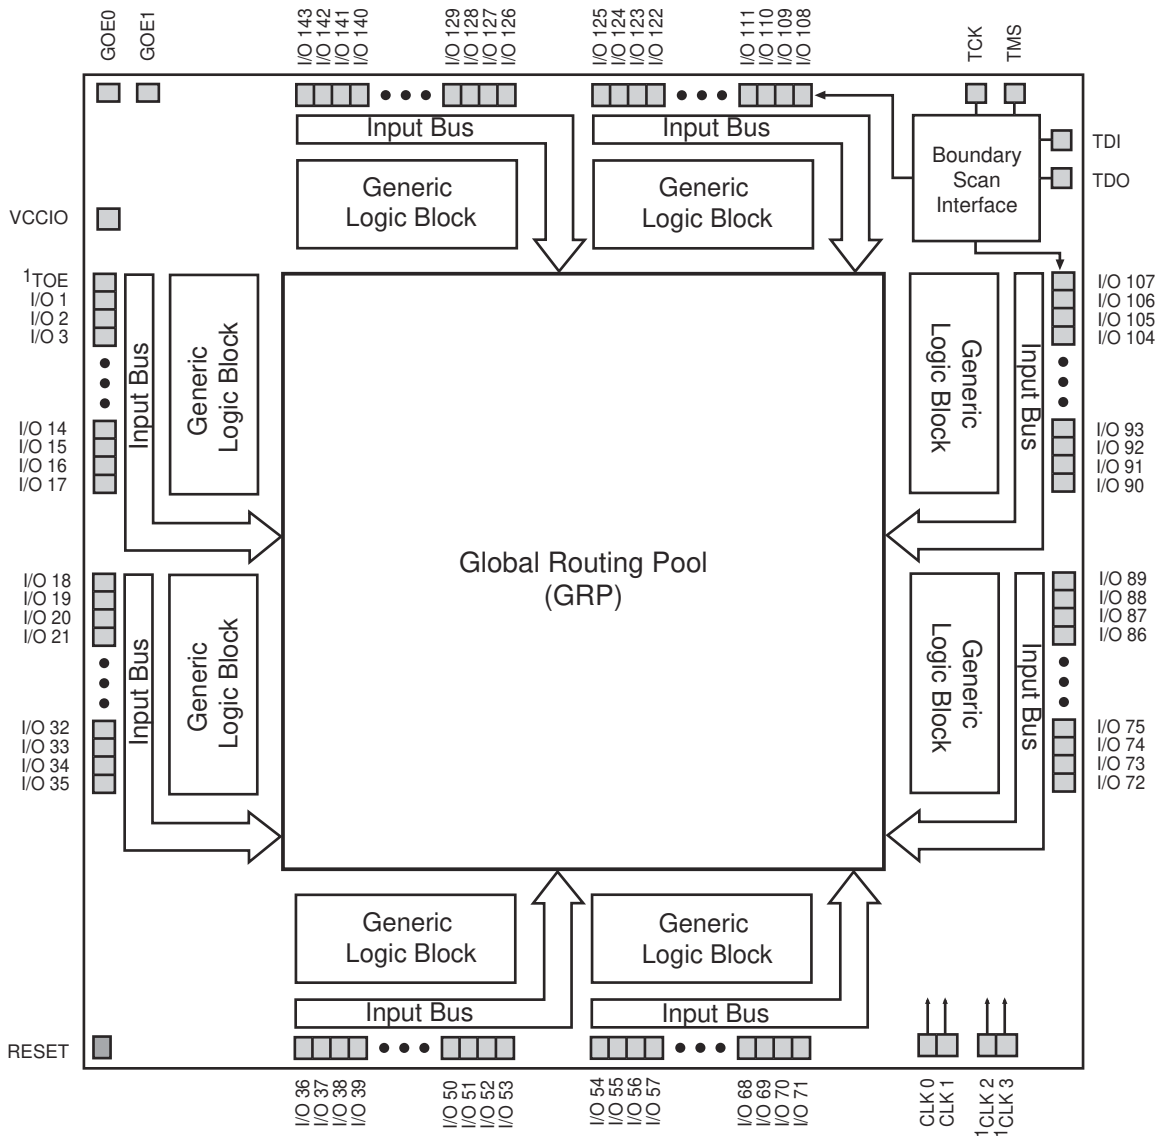 GOE0
GOE1
I/O 143
I/O 142
I/O 141
I/O 140
I/O 129
I/O 128
I/O 127
I/O 126
I/O 125
I/O 124
I/O 123
I/O 122
I/O 111
I/O 110
I/O 109
I/O 108
TCK
TMS
TDI
TDO
Input Bus
Input Bus
Boundary
Scan
Interface
Generic
Logic Block
Generic
Logic Block
VCCIO
1TOE
I/O 1
I/O 2
I/O 3
I/O 14
I/O 15
I/O 16
I/O 17
Input Bus
Generic
Logic Block
Generic
Logic Block
Input Bus
I/O 107
I/O 106
I/O 105
I/O 104
I/O 93
I/O 92
I/O 91
I/O 90
Global Routing Pool
(GRP)
I/O 18
I/O 19
I/O 20
I/O 21
I/O 32
I/O 33
I/O 34
I/O 35
Input Bus
Generic
Logic Block
Generic
Logic Block
Input Bus
I/O 89
I/O 88
I/O 87
I/O 86
I/O 75
I/O 74
I/O 73
I/O 72
Generic
Logic Block
Generic
Logic Block
Input Bus
Input Bus
RESET
I/O 36
I/O 37
I/O 38
I/O 39
I/O 50
I/O 51
I/O 52
I/O 53
I/O 54
I/O 55
I/O 56
I/O 57
I/O 68
I/O 69
I/O 70
I/O 71
CLK 0
CLK 1
1CLK 2
1CLK 3